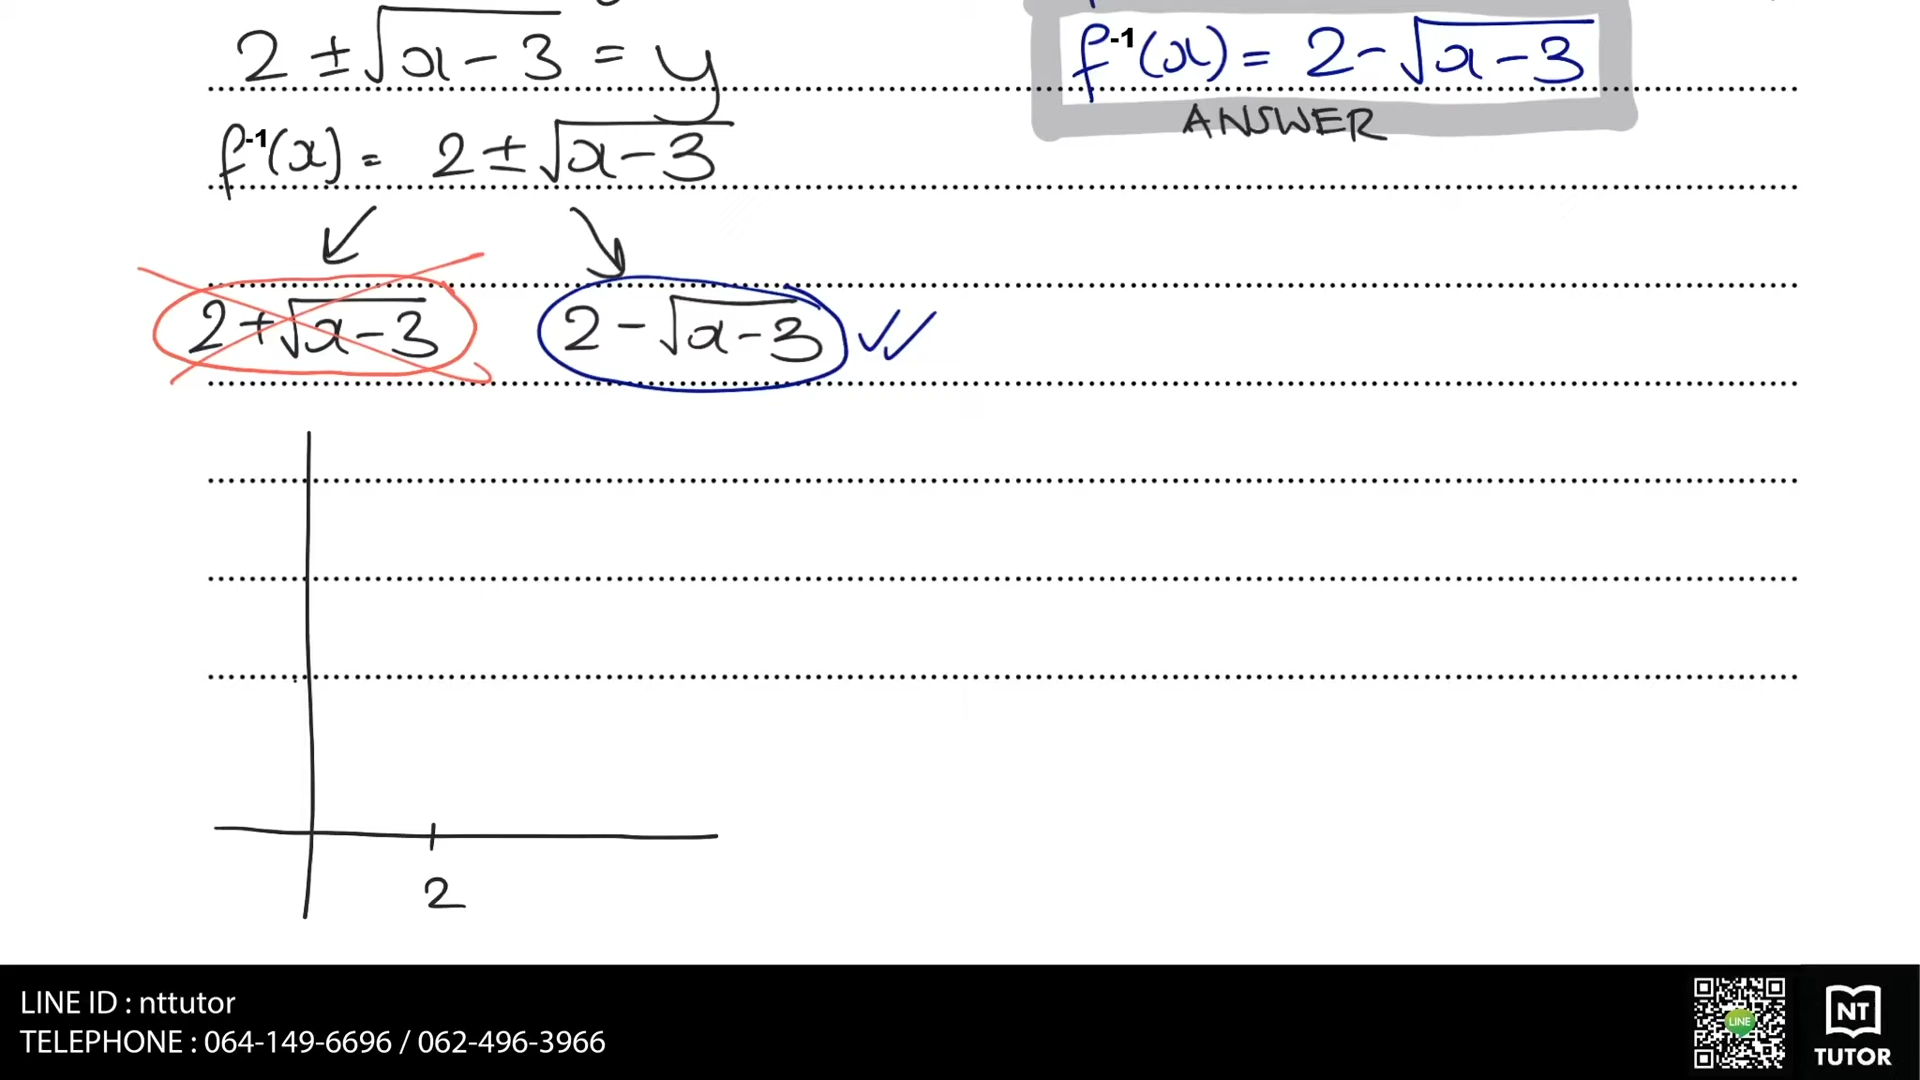 2 ± √x - 3 = y
f⁻¹(x) = 2 - √x - 3
ANSWER
f⁻¹(x) = 2 ± √x - 3
2 + √x - 3
2 - √x - 3
2
LINE ID : nttutor
TELEPHONE : 064-149-6696 / 062-496-3966
LINE
NT
TUTOR